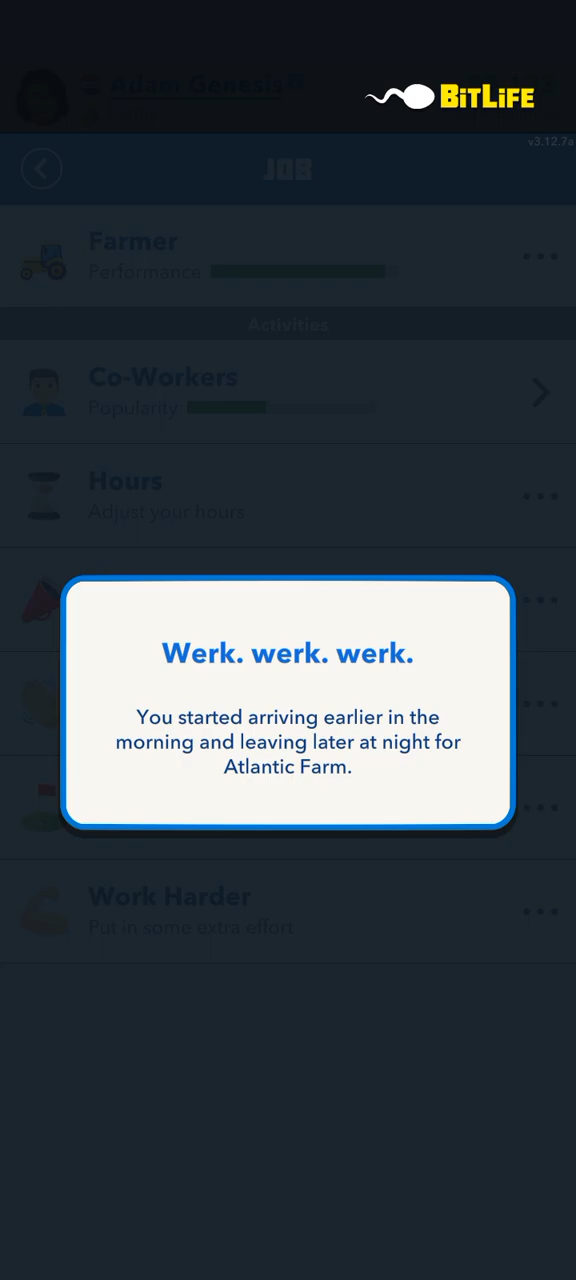 Adam Genesis
BITLIFE
v3.12.7a
JOB
Farmer
Performance
Activities
Co-Workers
Popularity
Hours
Adjust your hours
Werk. werk. werk.
You started arriving earlier in the
morning and leaving later at night for
Atlantic Farm.
Work Harder
Put in some extra effort